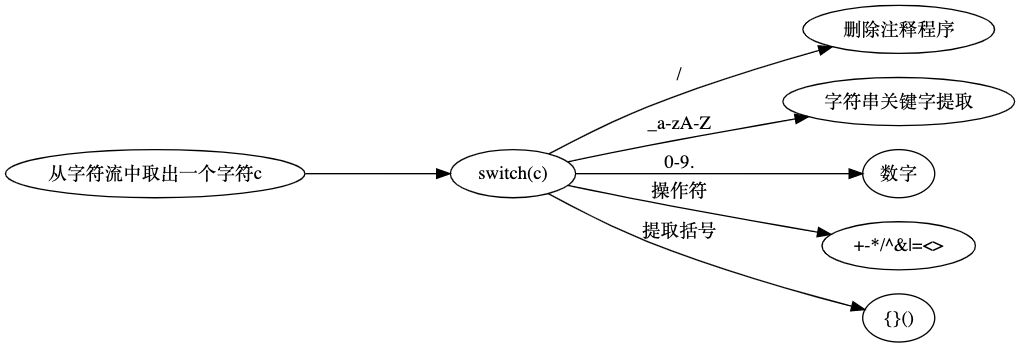 删除注释程序
/
字符串关键字提取
_a-zA-Z
从字符流中取出一个字符c
switch(c)
0-9.
数字
操作符
+-*/^&|=<>
提取括号
{}()